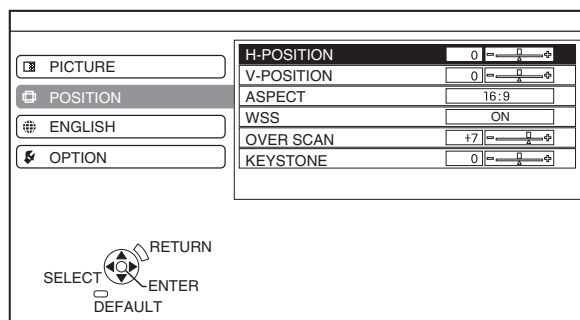 PICTURE
POSITION
ENGLISH
OPTION
H-POSITION 0
V-POSITION 0
ASPECT 16:9
WSS ON
OVER SCAN +7
KEYSTONE 0
RETURN
SELECT
ENTER
DEFAULT